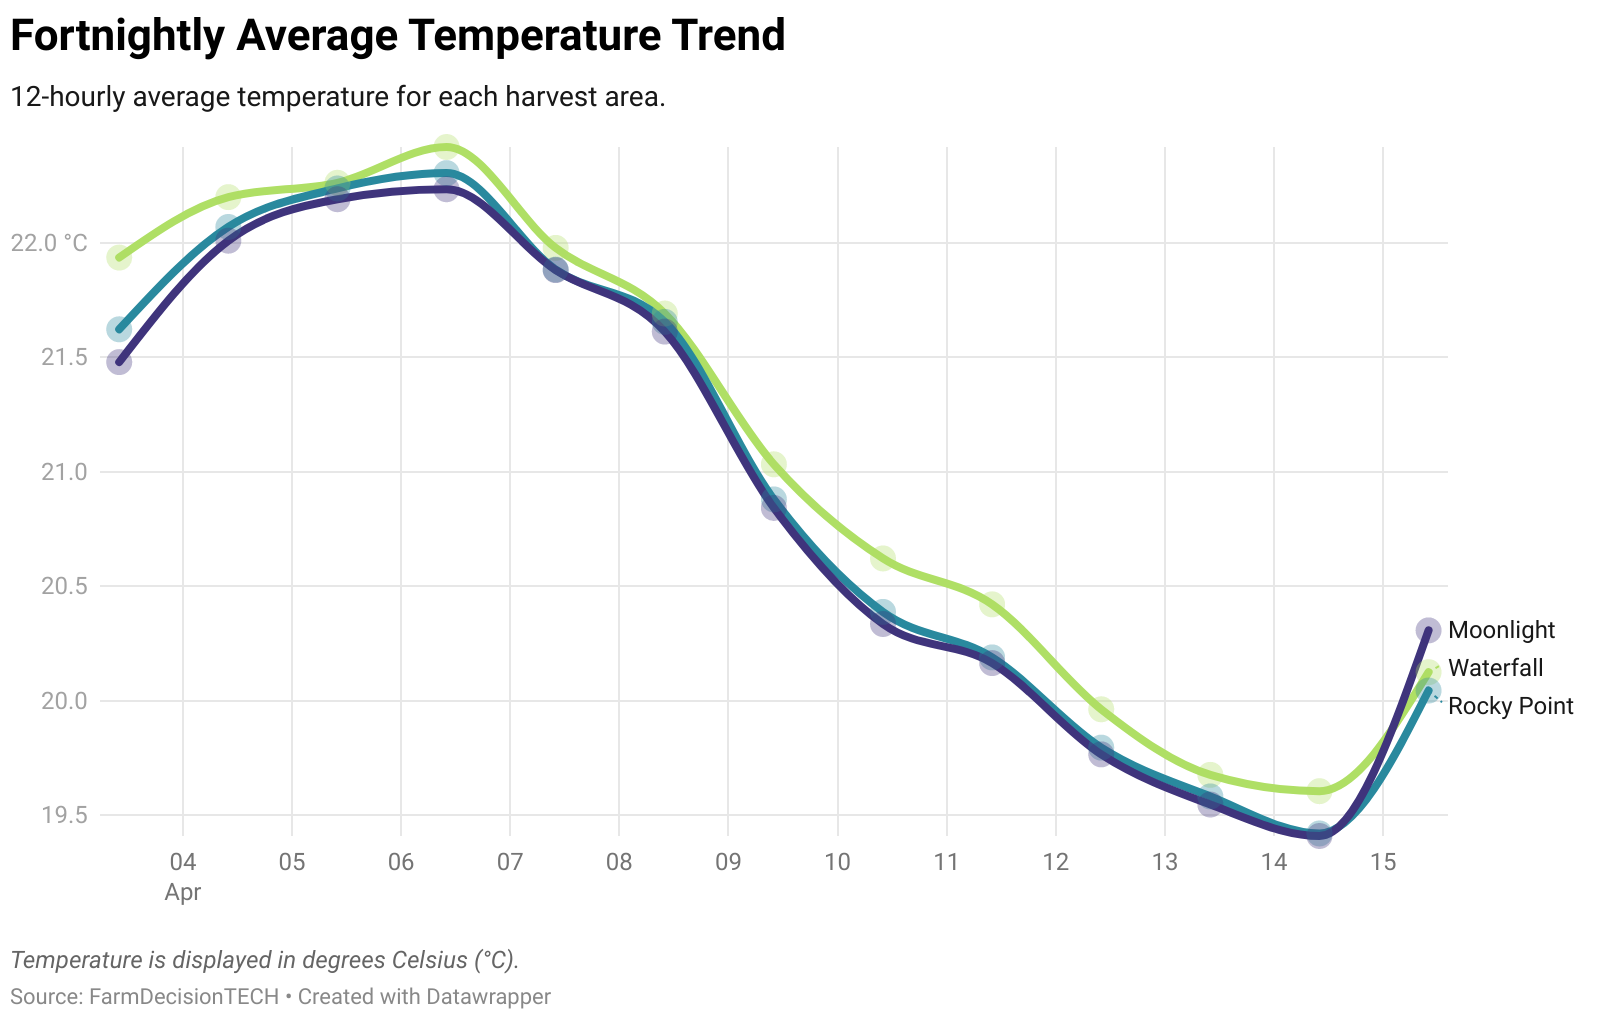 Fortnightly Average Temperature Trend
12-hourly average temperature for each harvest area.
22.0 °C
21.5
21.0
20.5
20.0
19.5
Moonlight
Waterfall
Rocky Point
04 05 06 07 08 09 10 11 12 13 14 15
Apr
Temperature is displayed in degrees Celsius (°C).
Source: FarmDecisionTECH • Created with Datawrapper